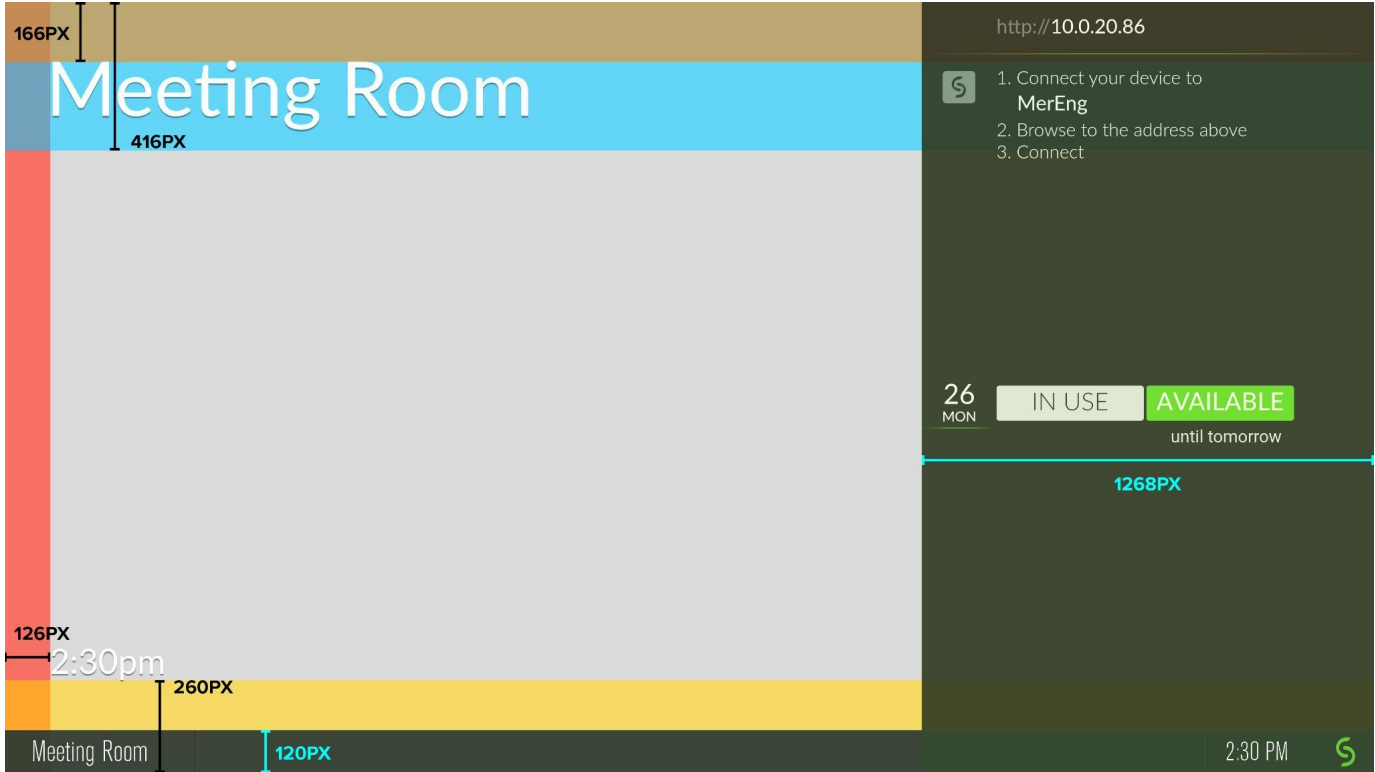 166PX
Meeting Room
416PX
http://10.0.20.86
1. Connect your device to
MerEng
2. Browse to the address above
3. Connect
26
MON
IN USE
AVAILABLE
until tomorrow
1268PX
126PX
2:30pm
260PX
Meeting Room
120PX
2:30 PM